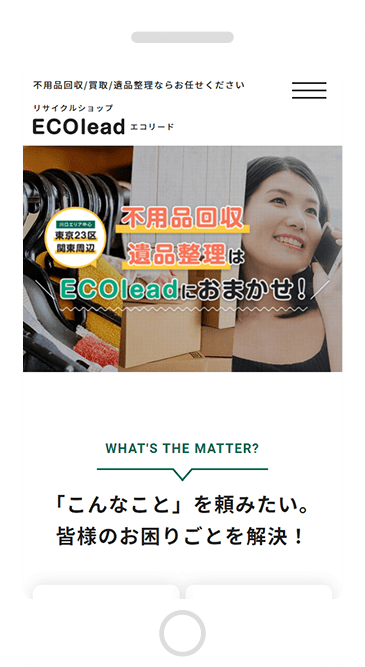 不用品回収/買取/遺品整理ならお任せください
リサイクルショップ
ECOlead エコリード
川口エリア中心
東京23区
関東周辺
不用品回収
遺品整理は
ECOleadにおまかせ!
WHAT'S THE MATTER?
「こんなこと」を頼みたい。
皆様のお困りごとを解決！